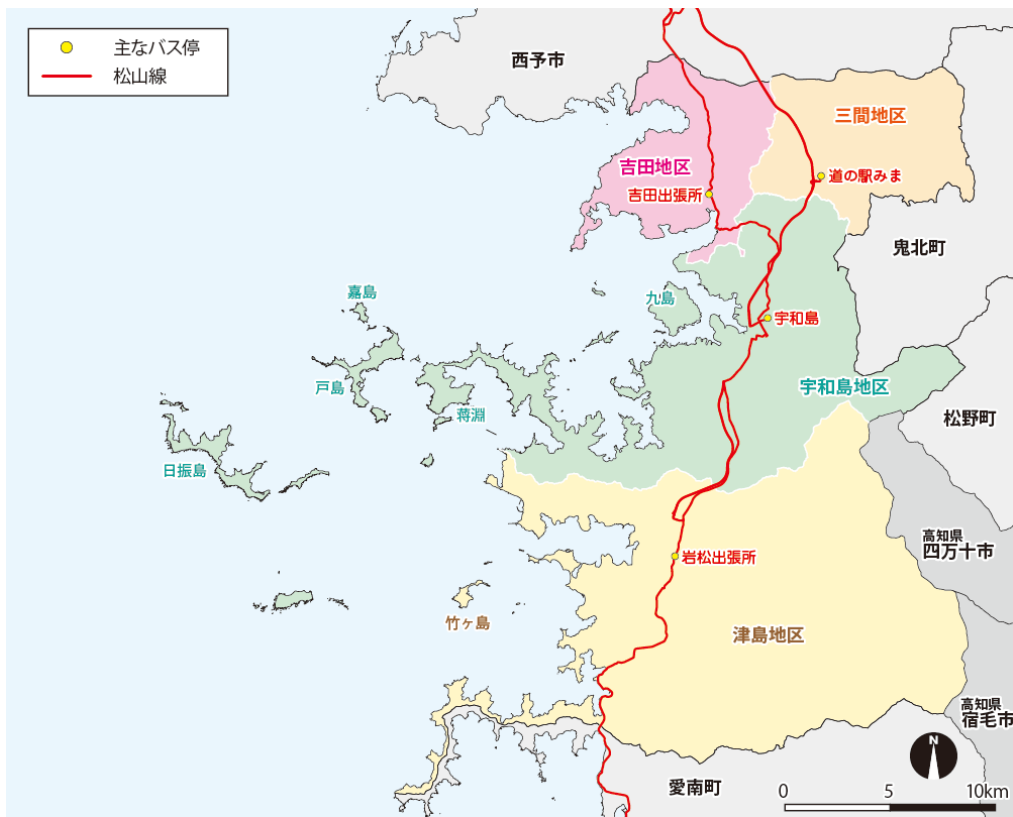 主なバス停
松山線
西予市
三間地区
吉田地区
道の駅みま
吉田出張所
鬼北町
嘉島
九島
宇和島
戸島
蒋淵
宇和島地区
松野町
日振島
高知県
四万十市
岩松出張所
竹ヶ島
津島地区
高知県
宿毛市
N
愛南町
0 5 10km